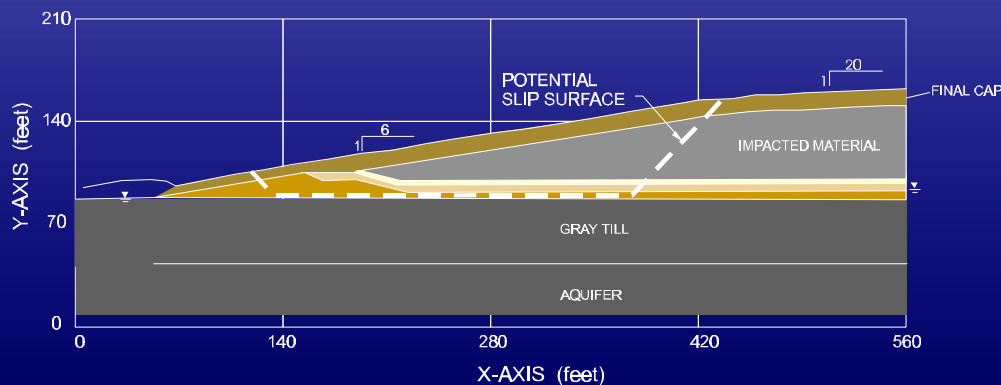 210
20
1
POTENTIAL
SLIP SURFACE
FINAL CAP
Y-AXIS (feet)
140
6
1
IMPACTED MATERIAL
70
GRAY TILL
AQUIFER
0
0 140 280 420 560
X-AXIS (feet)